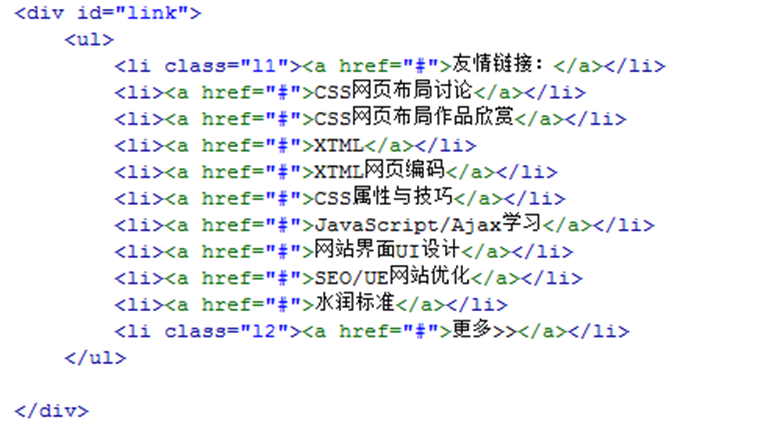 <div id="link">
<ul>
<li class="l1"><a href="#">友情链接：</a></li>
<li><a href="#">CSS网页布局讨论</a></li>
<li><a href="#">CSS网页布局作品欣赏</a></li>
<li><a href="#">XTML</a></li>
<li><a href="#">XTML网页编码</a></li>
<li><a href="#">CSS属性与技巧</a></li>
<li><a href="#">JavaScript/Ajax学习</a></li>
<li><a href="#">网站界面UI设计</a></li>
<li><a href="#">SEO/UE网站优化</a></li>
<li><a href="#">水润标准</a></li>
<li class="l2"><a href="#">更多>></a></li>
</ul>
</div>